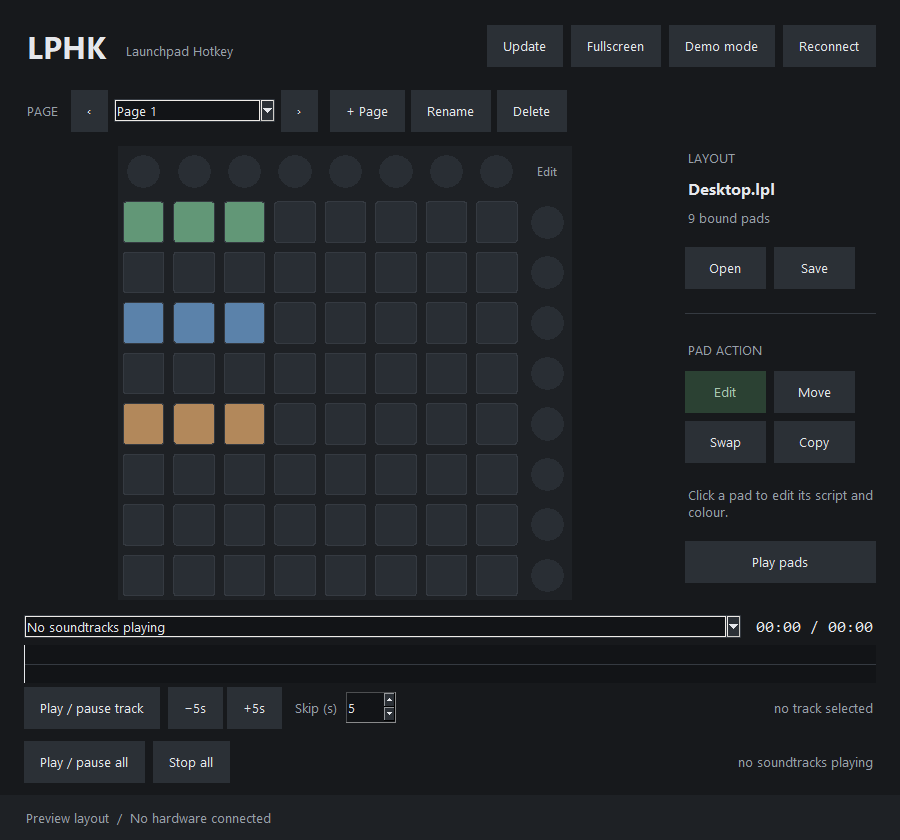 LPHK Launchpad Hotkey Update Fullscreen Demo mode Reconnect
PAGE ‹ Page 1 › + Page Rename Delete
Edit
LAYOUT
Desktop.lpl
9 bound pads
Open Save
PAD ACTION
Edit Move
Swap Copy
Click a pad to edit its script and
colour.
Play pads
No soundtracks playing 00:00 / 00:00
Play / pause track −5s +5s Skip (s) 5 no track selected
Play / pause all Stop all no soundtracks playing
Preview layout / No hardware connected